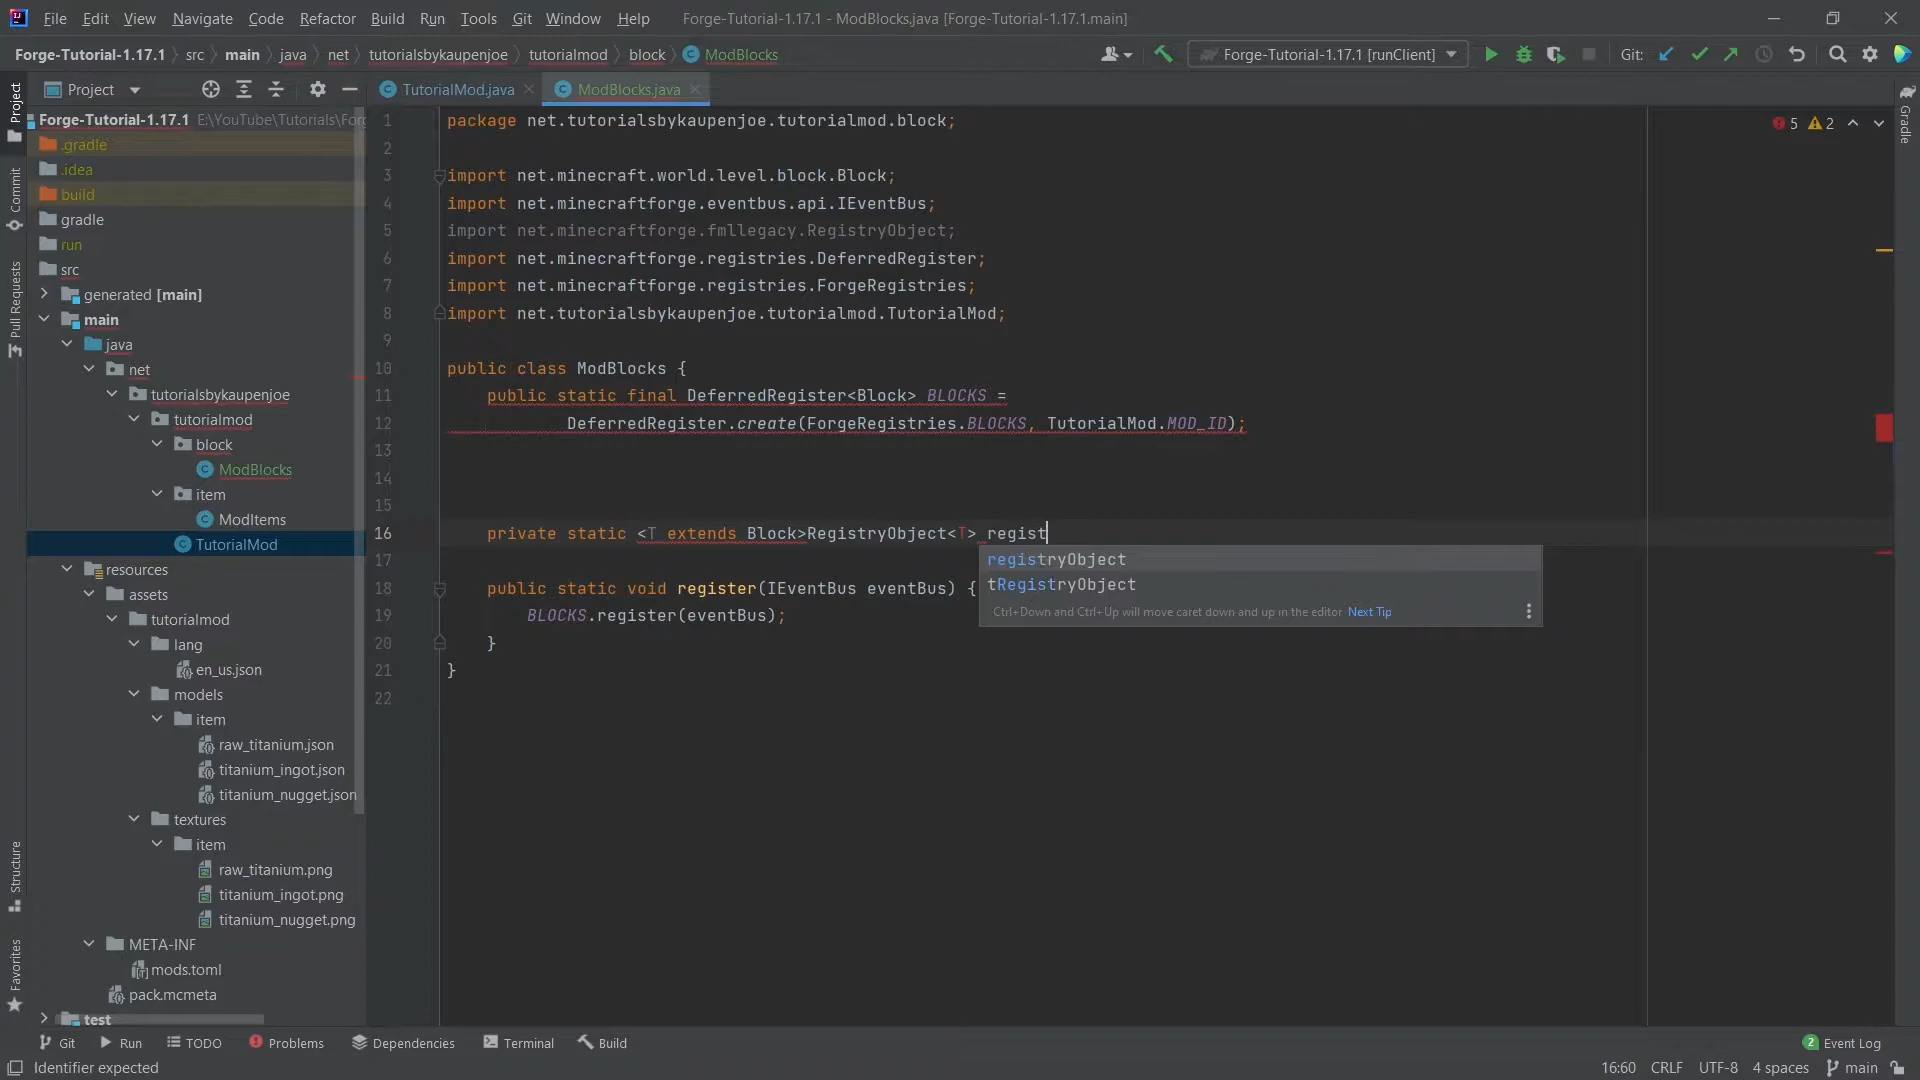 File Edit View Navigate Code Refactor Build Run Tools Git Window Help Forge-Tutorial-1.17.1 - ModBlocks.java [Forge-Tutorial-1.17.1.main]
Forge-Tutorial-1.17.1 src main java net tutorialsbykaupenjoe tutorialmod block ModBlocks Forge-Tutorial-1.17.1 [runClient] Git:
Project TutorialMod.java ModBlocks.java
Project
Commit
Pull Requests
Structure
Favorites
Gradle
Forge-Tutorial-1.17.1 E:\YouTube\Tutorials\Forg
.gradle
.idea
build
gradle
run
src
generated [main]
main
java
net
tutorialsbykaupenjoe
tutorialmod
block
ModBlocks
item
ModItems
TutorialMod
resources
assets
tutorialmod
lang
en_us.json
models
item
raw_titanium.json
titanium_ingot.json
titanium_nugget.json
textures
item
raw_titanium.png
titanium_ingot.png
titanium_nugget.png
META-INF
mods.toml
pack.mcmeta
test
5 2
1 package net.tutorialsbykaupenjoe.tutorialmod.block;
2
3 import net.minecraft.world.level.block.Block;
4 import net.minecraftforge.eventbus.api.IEventBus;
5 import net.minecraftforge.fmllegacy.RegistryObject;
6 import net.minecraftforge.registries.DeferredRegister;
7 import net.minecraftforge.registries.ForgeRegistries;
8 import net.tutorialsbykaupenjoe.tutorialmod.TutorialMod;
9
10 public class ModBlocks {
11 public static final DeferredRegister<Block> BLOCKS =
12 DeferredRegister.create(ForgeRegistries.BLOCKS, TutorialMod.MOD_ID);
13
14
15
16 private static <T extends Block>RegistryObject<T> regist
registryObject
tRegistryObject
Ctrl+Down and Ctrl+Up will move caret down and up in the editor Next Tip
17
18 public static void register(IEventBus eventBus) {
19 BLOCKS.register(eventBus);
20 }
21 }
22
Git Run TODO Problems Dependencies Terminal Build 2 Event Log
Identifier expected 16:60 CRLF UTF-8 4 spaces main